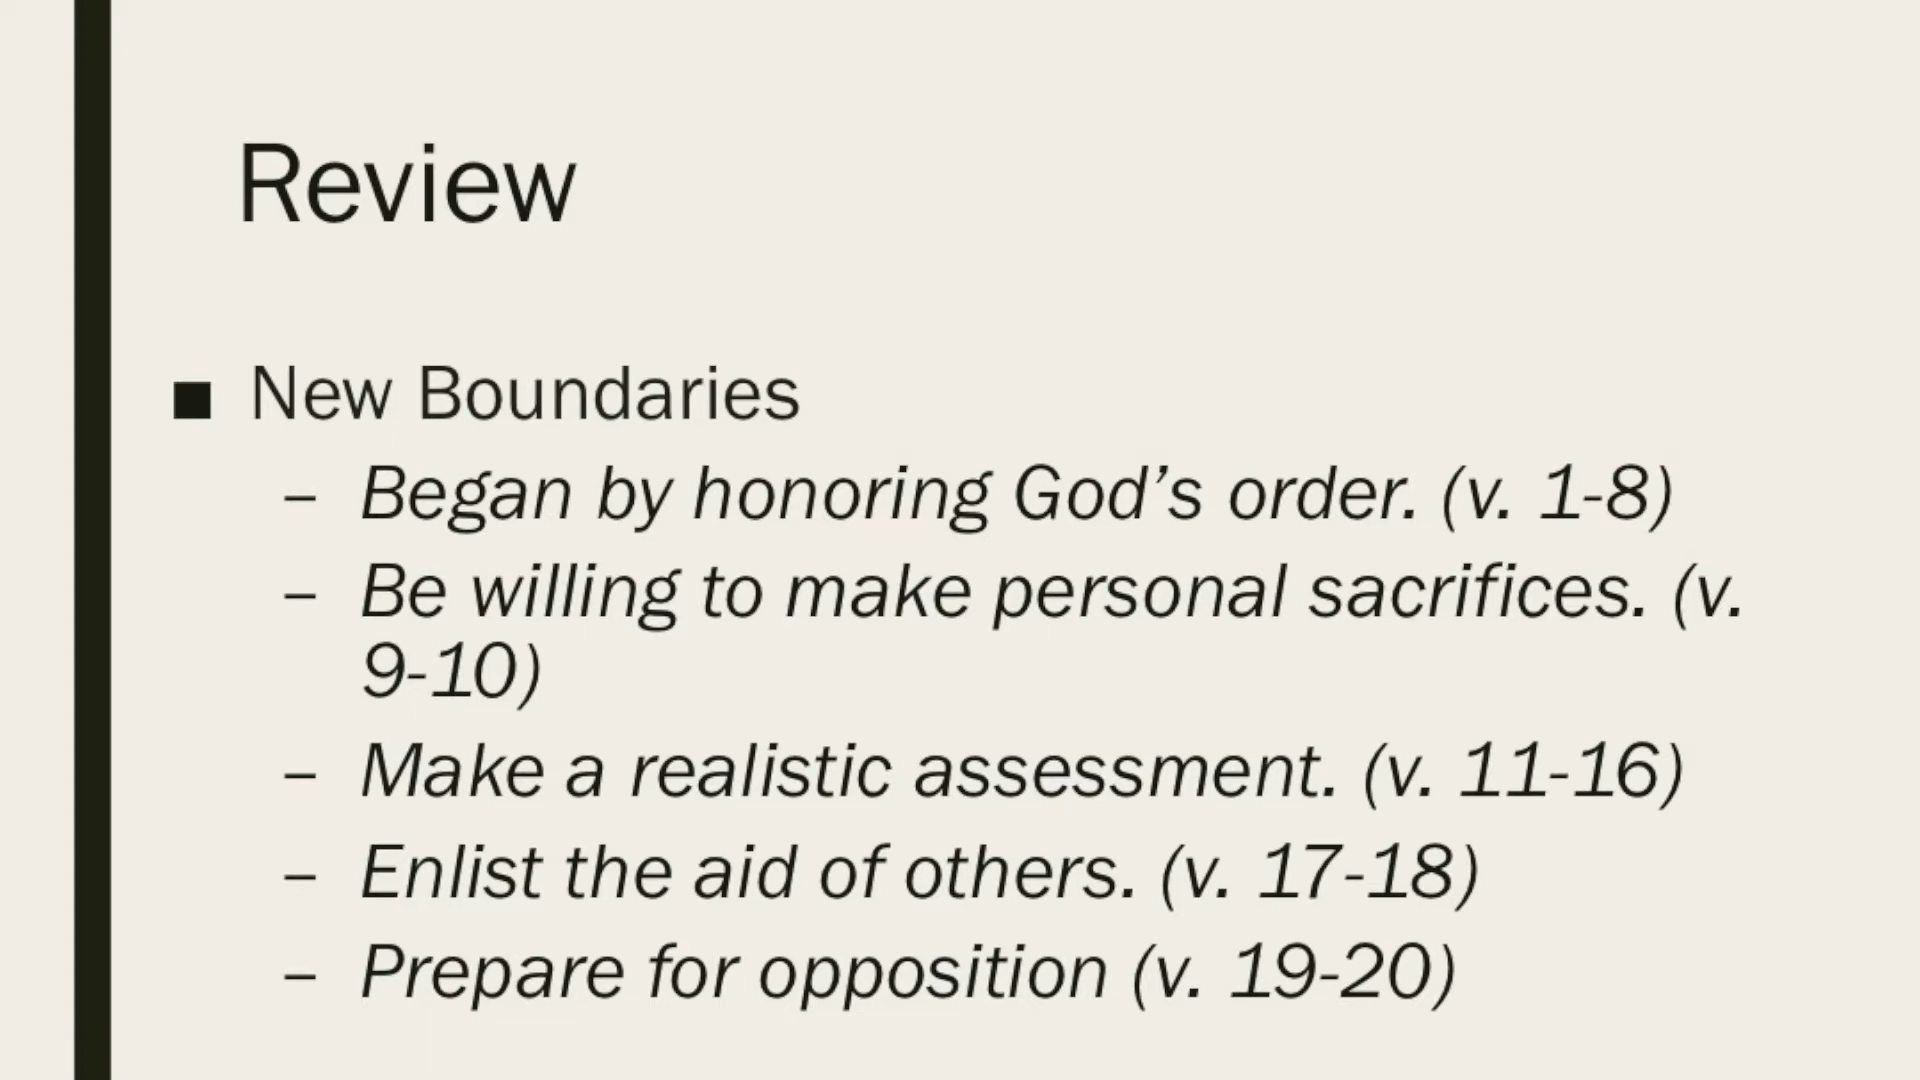 Review
■ New Boundaries
– Began by honoring God’s order. (v. 1-8)
– Be willing to make personal sacrifices. (v.
9-10)
– Make a realistic assessment. (v. 11-16)
– Enlist the aid of others. (v. 17-18)
– Prepare for opposition (v. 19-20)